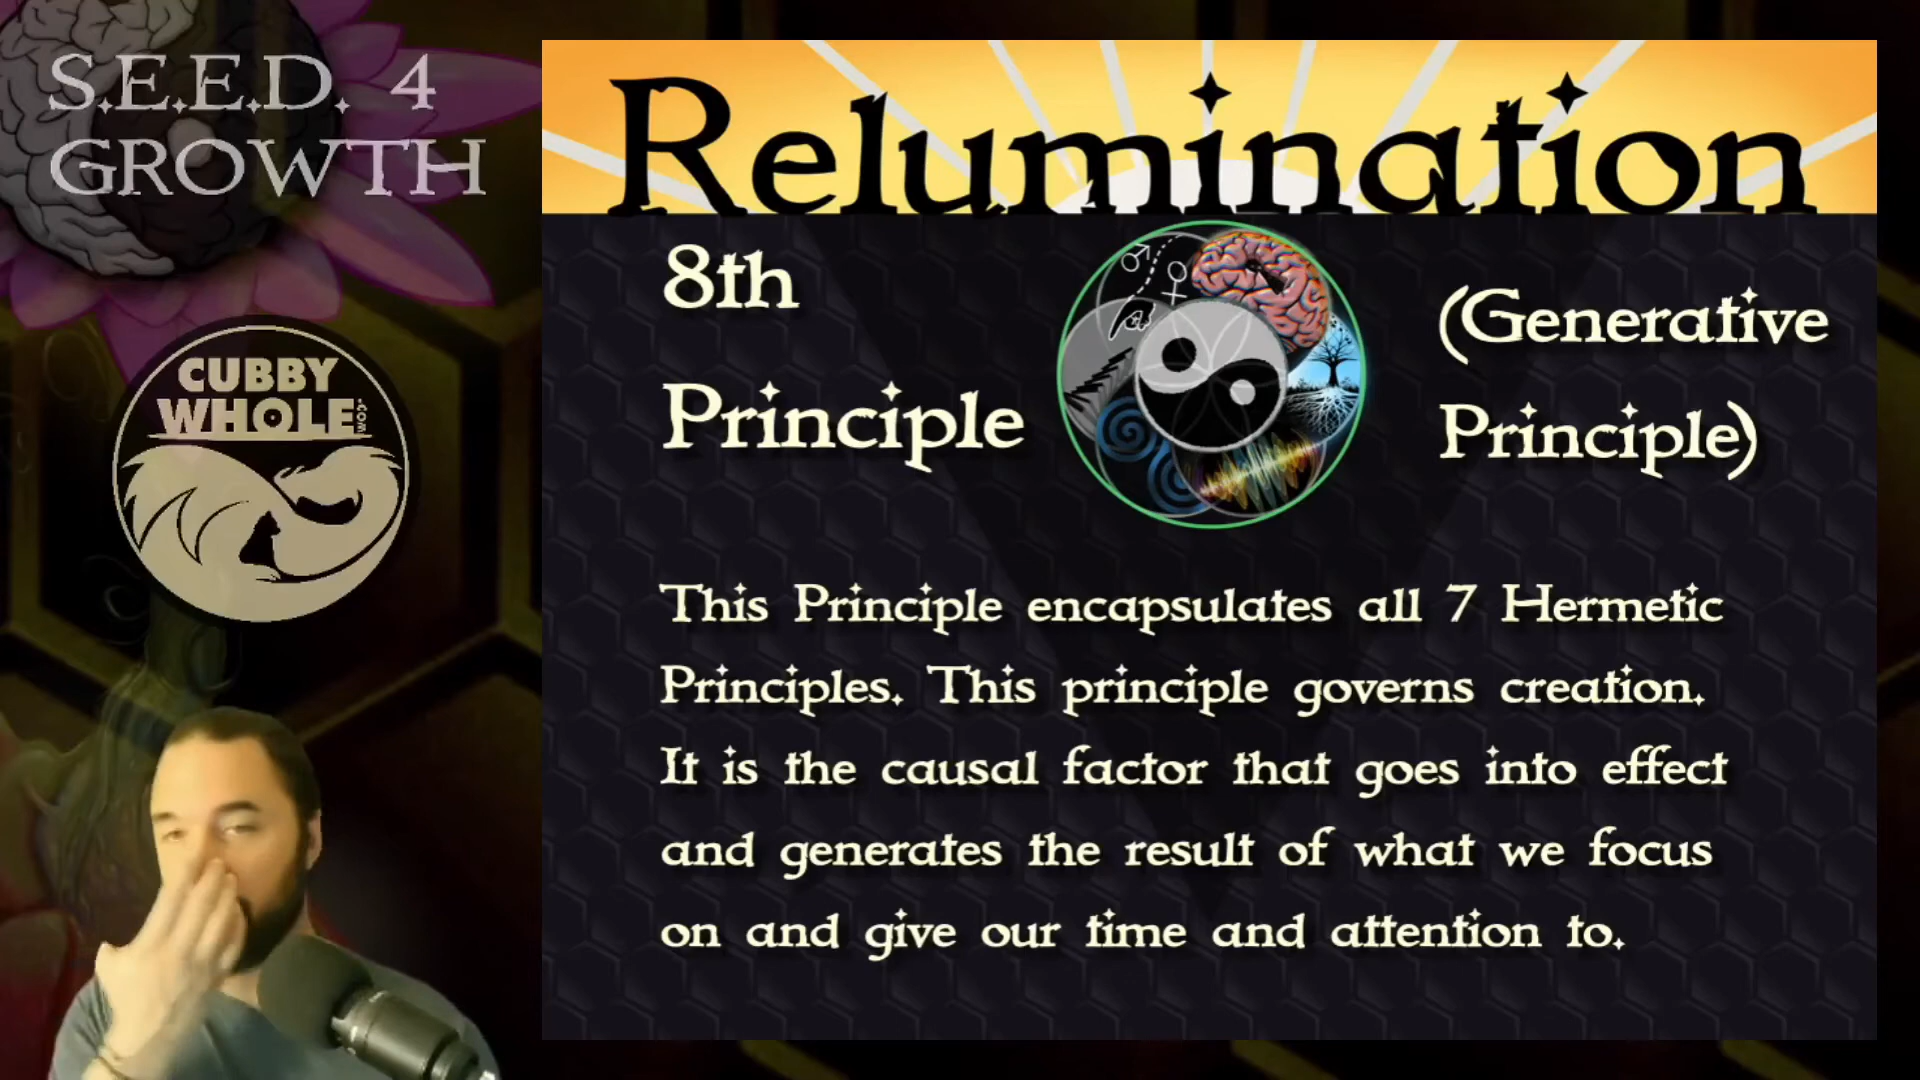 S.E.E.D. 4
GROWTH
CUBBY
WHOLE.COM
Relumination
8th
Principle
(Generative
Principle)
This Principle encapsulates all 7 Hermetic
Principles. This principle governs creation.
It is the causal factor that goes into effect
and generates the result of what we focus
on and give our time and attention to.